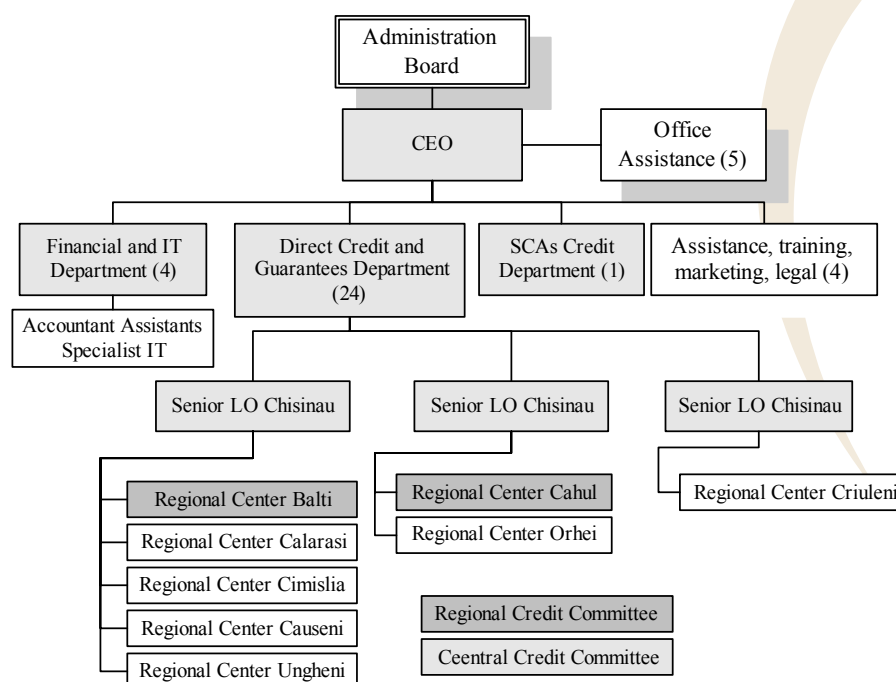 Administration
Board
CEO
Office
Assistance (5)
Financial and IT
Department (4)
Direct Credit and
Guarantees Department
(24)
SCAs Credit
Department (1)
Assistance, training,
marketing, legal (4)
Accountant Assistants
Specialist IT
Senior LO Chisinau
Senior LO Chisinau
Senior LO Chisinau
Regional Center Balti
Regional Center Calarasi
Regional Center Cimislia
Regional Center Causeni
Regional Center Ungheni
Regional Center Cahul
Regional Center Orhei
Regional Center Criuleni
Regional Credit Committee
Ceentral Credit Committee